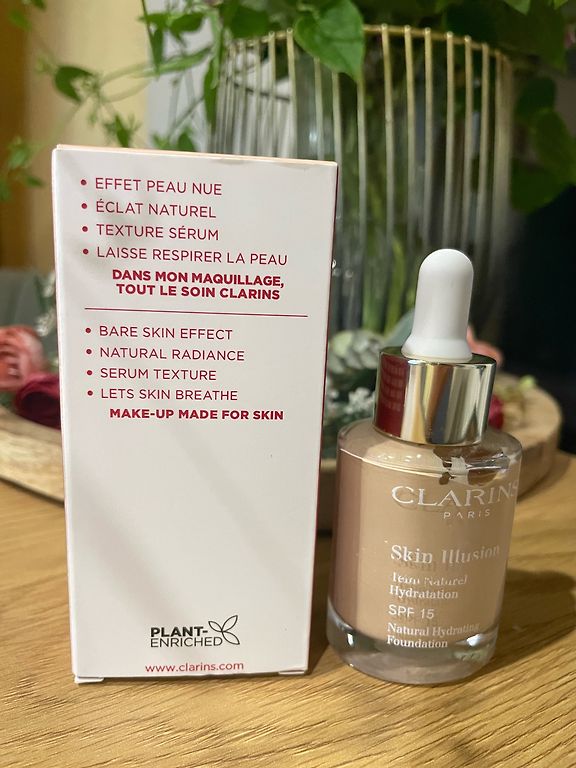 • EFFET PEAU NUE
• ÉCLAT NATUREL
• TEXTURE SÉRUM
• LAISSE RESPIRER LA PEAU
DANS MON MAQUILLAGE,
TOUT LE SOIN CLARINS
• BARE SKIN EFFECT
• NATURAL RADIANCE
• SERUM TEXTURE
• LETS SKIN BREATHE
MAKE-UP MADE FOR SKIN
PLANT-
ENRICHED
www.clarins.com
CLARINS
PARIS
Skin Illusion
Teint Naturel
Hydratation
SPF 15
Natural Hydrating
Foundation